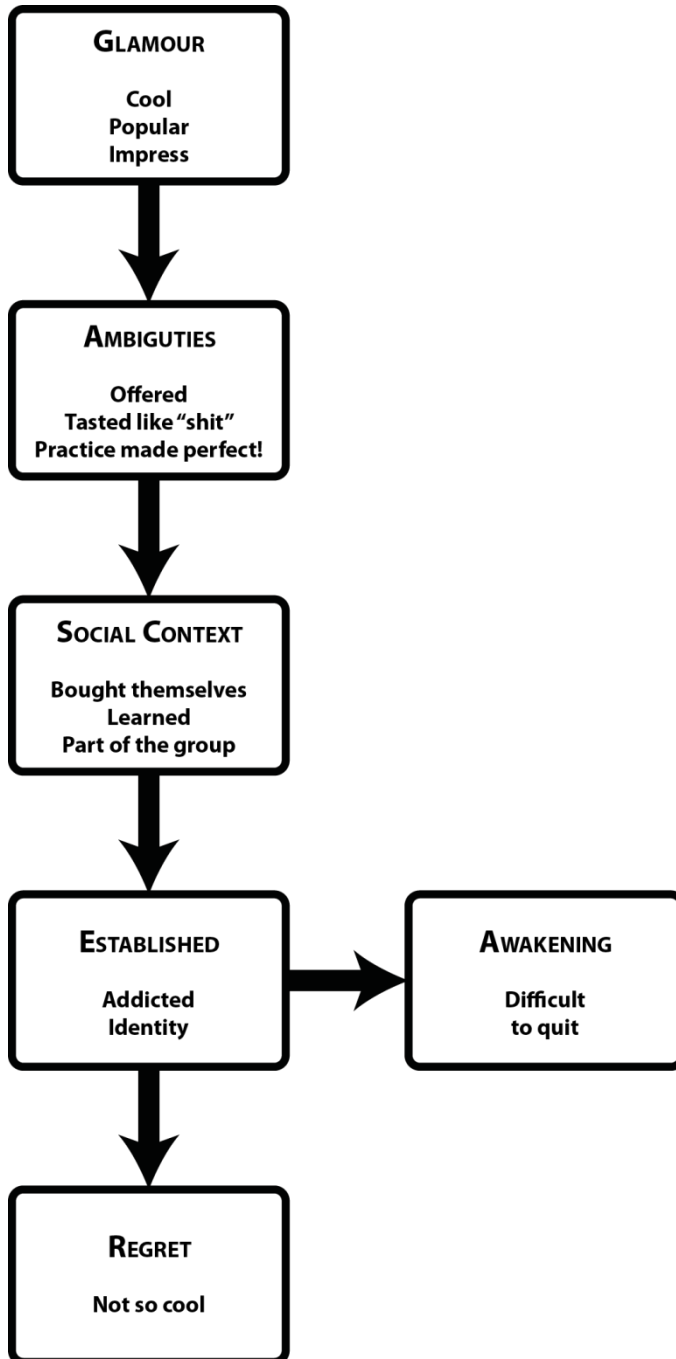 GLAMOUR
Cool
Popular
Impress
AMBIGUTIES
Offered
Tasted like “shit”
Practice made perfect!
SOCIAL CONTEXT
Bought themselves
Learned
Part of the group
ESTABLISHED
Addicted
Identity
AWAKENING
Difficult
to quit
REGRET
Not so cool